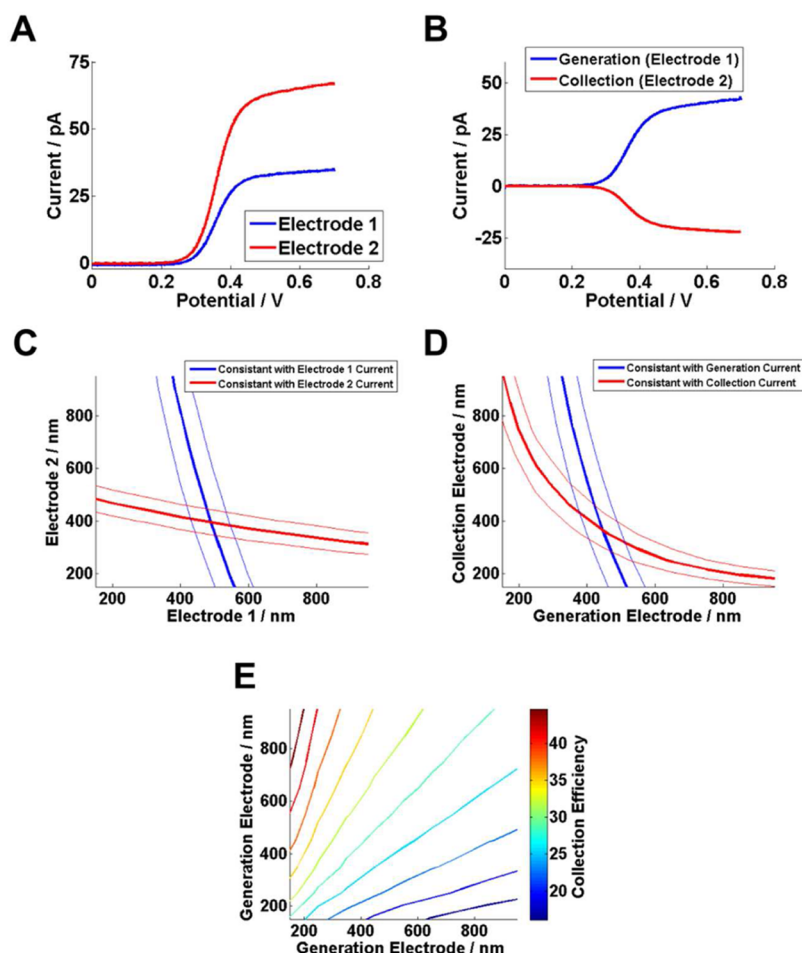 A
75
50
25
0
Current / pA
Electrode 1
Electrode 2
0
0.2
0.4
0.6
0.8
Potential / V
B
Generation (Electrode 1)
Collection (Electrode 2)
50
25
0
-25
Current / pA
0
0.2
0.4
0.6
0.8
Potential / V
C
Consistant with Electrode 1 Current
Consistant with Electrode 2 Current
800
600
400
200
Electrode 2 / nm
200
400
600
800
Electrode 1 / nm
D
Consistant with Generation Current
Consistant with Collection Current
800
600
400
200
Collection Electrode / nm
200
400
600
800
Generation Electrode / nm
E
800
600
400
200
Generation Electrode / nm
200
400
600
800
Generation Electrode / nm
40
35
30
25
20
Collection Efficiency